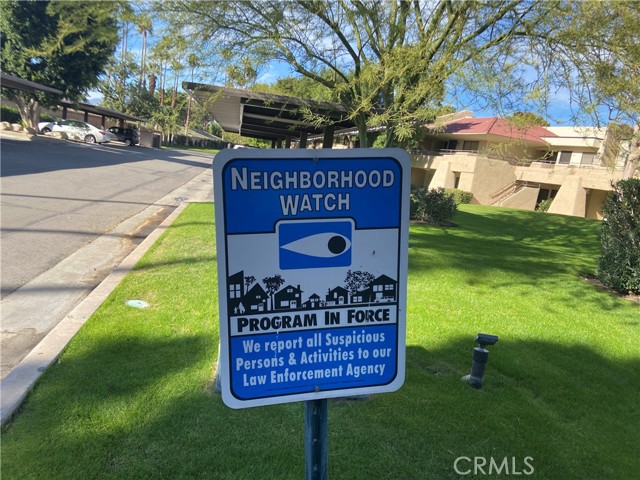 NEIGHBORHOOD
WATCH
PROGRAM IN FORCE
We report all Suspicious
Persons & Activities to our
Law Enforcement Agency
CRMLS